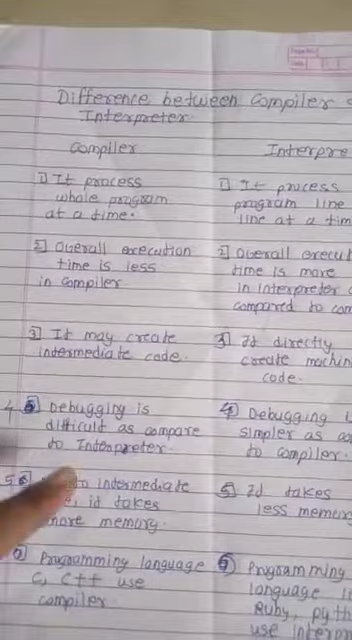 Difference between Compiler
Interpreter.
Compiler
1) It process
whole program
at a time.
2) Overall execution
time is less
in compiler.
3) It may create
intermediate code.
4 Debugging is
difficult as compare
to Interpreter.
5. intermediate
it takes
more memory.
6) Programming language
C, C++ use
compiler.
Interpre
1) It process
program line
line at a tim
2) Overall execut
time is more
in interpreter
compared to com
3) It directly
create machin
code.
4) Debugging
simpler as co
to compiler.
5) It takes
less memory
6) Programming
language li
Ruby, pyth
use interp